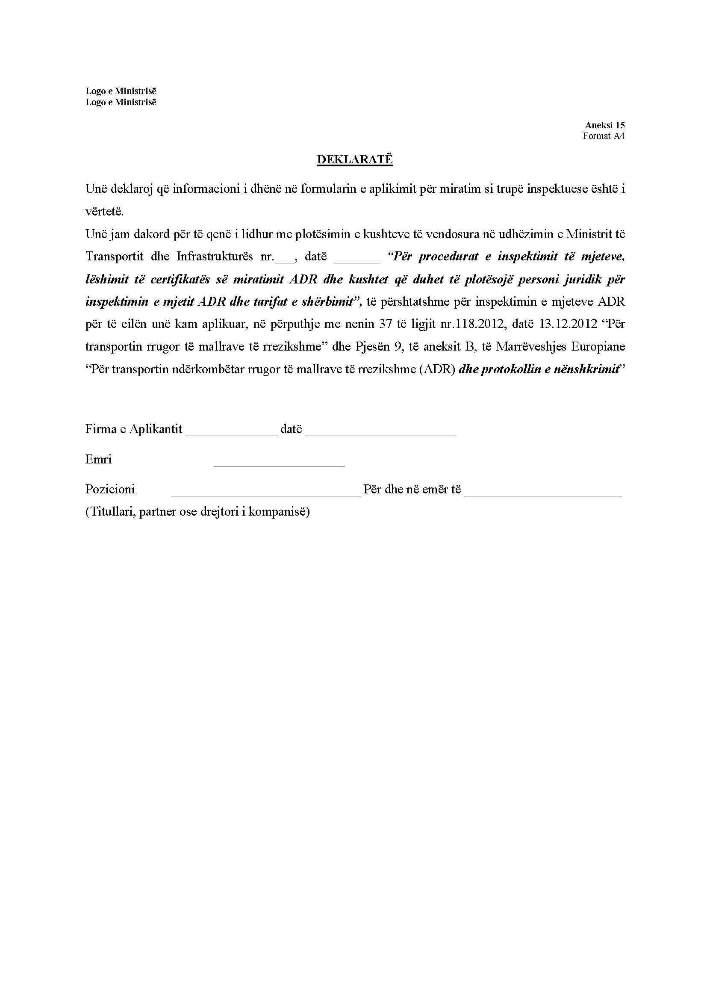 Logo e Ministrisë
Logo e Ministrisë
Aneksi 15
Format A4
DEKLARATË
Unë deklaroj që informacioni i dhënë në formularin e aplikimit për miratim si trupë inspektuese është i
vërtetë.
Unë jam dakord për të qenë i lidhur me plotësimin e kushteve të vendosura në udhëzimin e Ministrit të
Transportit dhe Infrastrukturës nr.___, datë _______ “Për procedurat e inspektimit të mjeteve,
lëshimit të certifikatës së miratimit ADR dhe kushtet që duhet të plotësojë personi juridik për
inspektimin e mjetit ADR dhe tarifat e shërbimit”, të përshtatshme për inspektimin e mjeteve ADR
për të cilën unë kam aplikuar, në përputhje me nenin 37 të ligjit nr.118.2012, datë 13.12.2012 “Për
transportin rrugor të mallrave të rrezikshme” dhe Pjesën 9, të aneksit B, të Marrëveshjes Europiane
“Për transportin ndërkombëtar rrugor të mallrave të rrezikshme (ADR) dhe protokollin e nënshkrimit”
Firma e Aplikantit ______________ datë _______________________
Emri ____________________
Pozicioni _____________________________ Për dhe në emër të ________________________
(Titullari, partner ose drejtori i kompanisë)